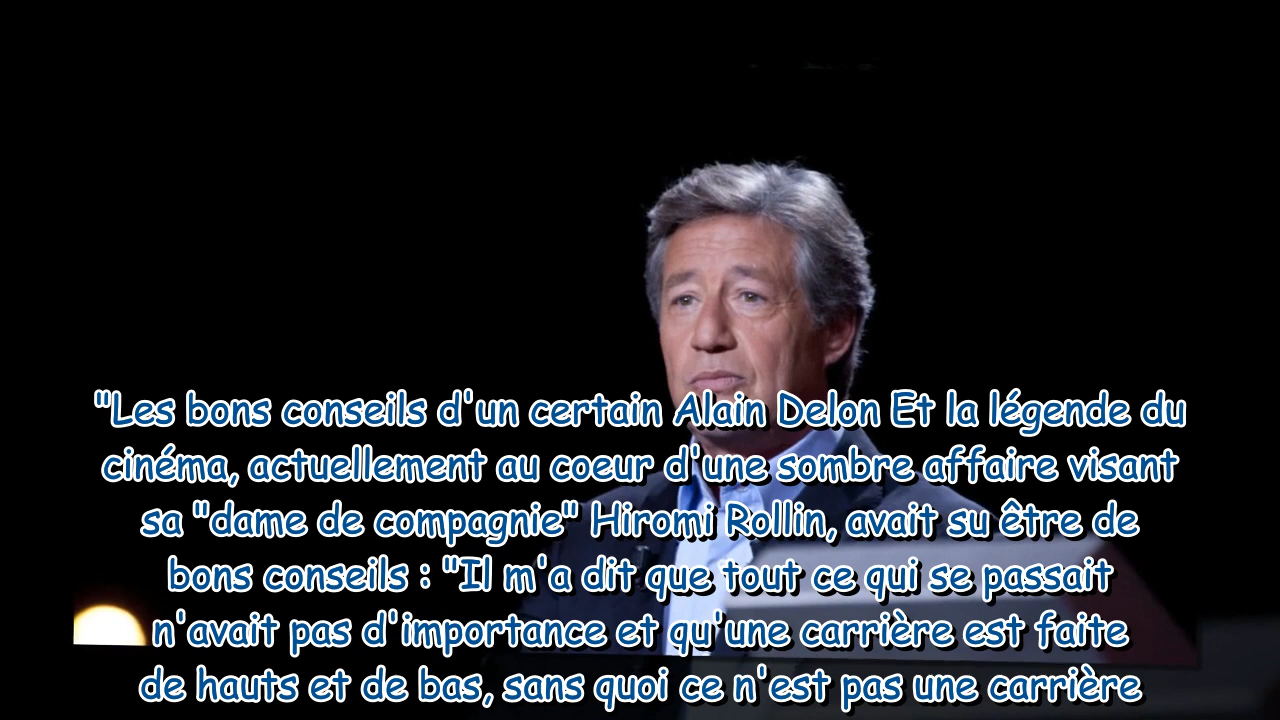 "Les bons conseils d'un certain Alain Delon Et la légende du
cinéma, actuellement au coeur d'une sombre affaire visant
sa "dame de compagnie" Hiromi Rollin, avait su être de
bons conseils : "Il m'a dit que tout ce qui se passait
n'avait pas d'importance et qu'une carrière est faite
de hauts et de bas, sans quoi ce n'est pas une carrière